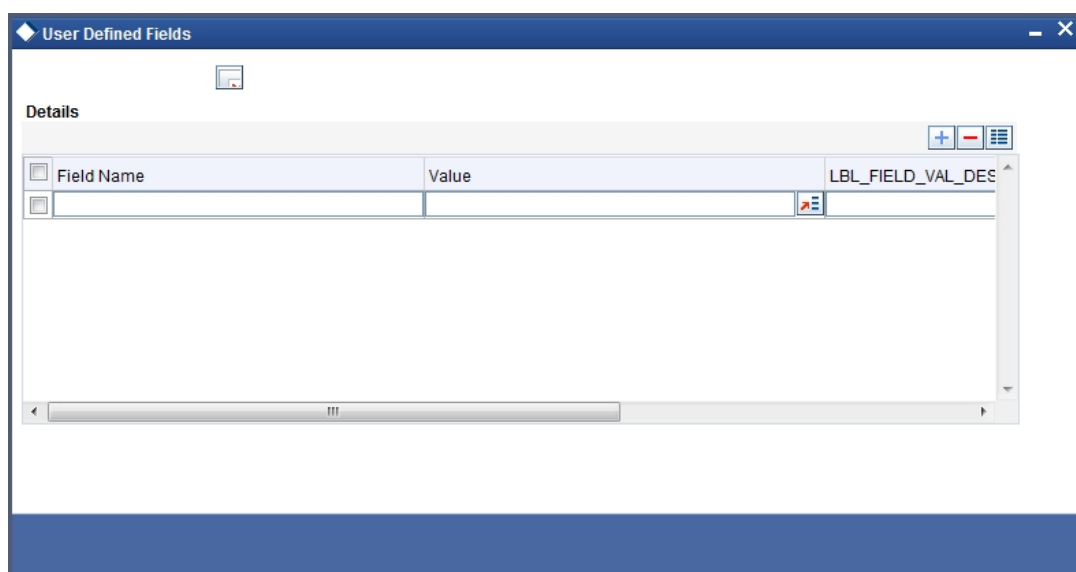 User Defined Fields
Details
Field Name Value LBL_FIELD_VAL_DES